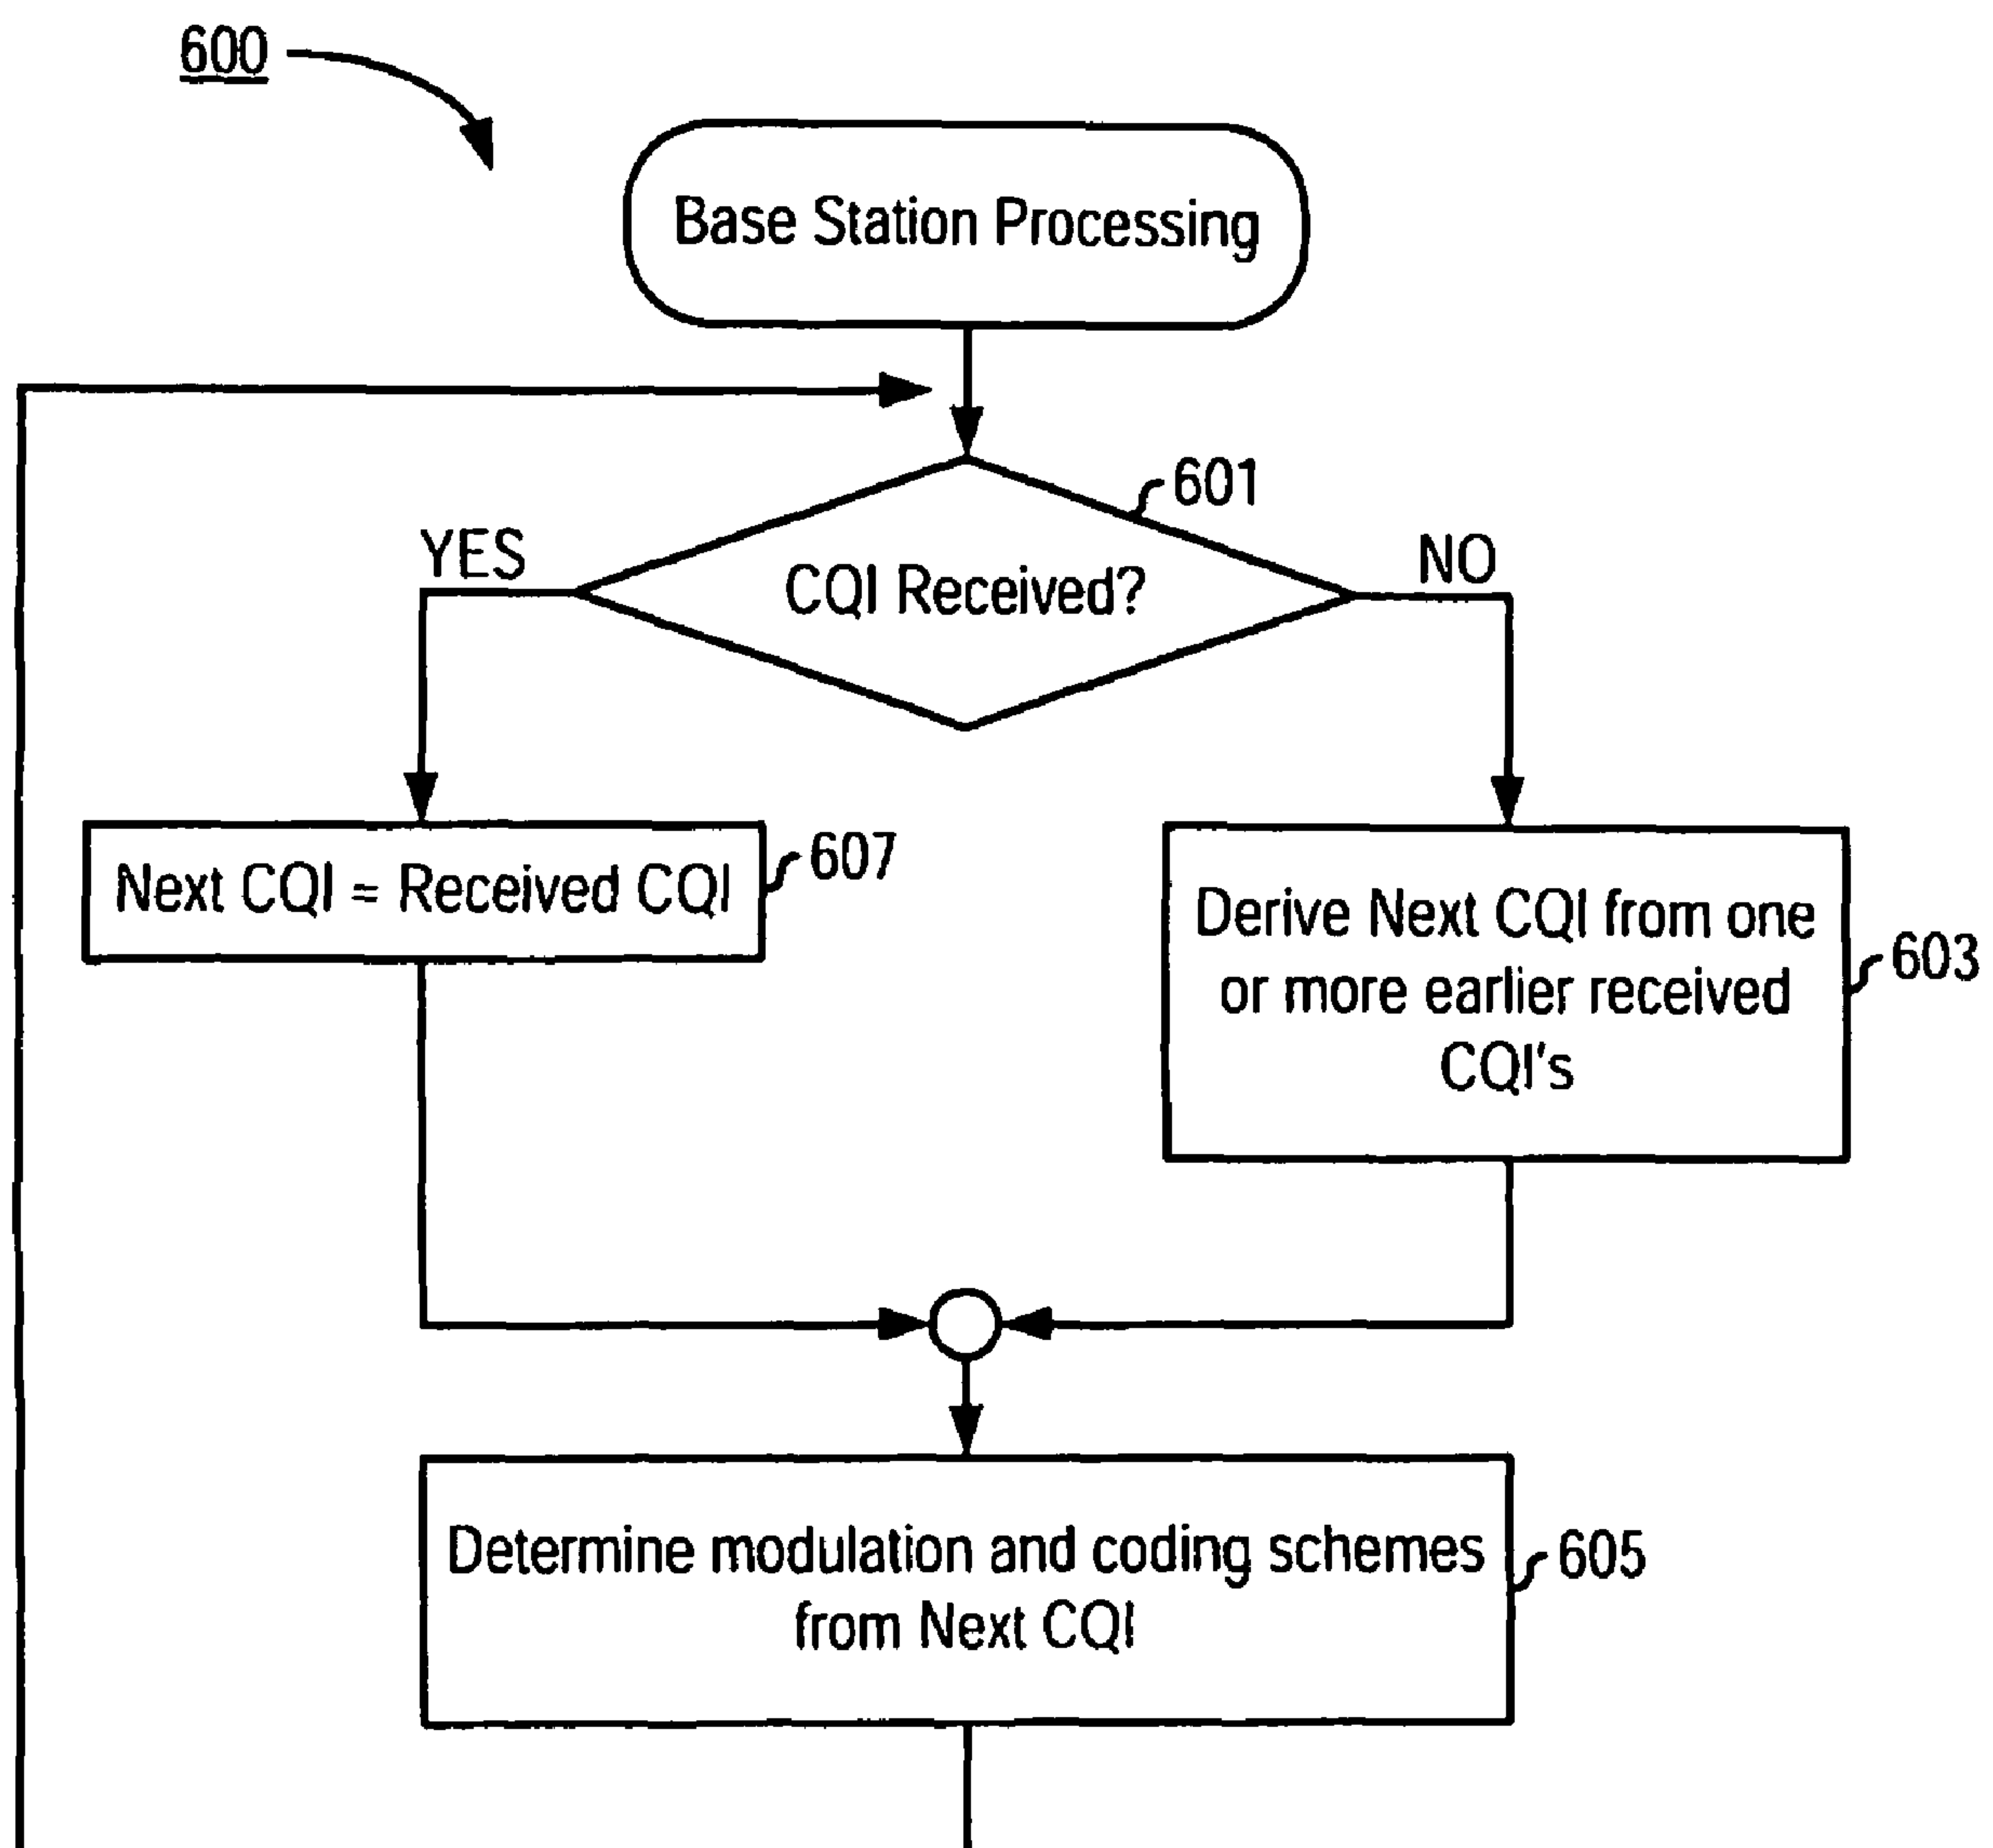 600
Base Station Processing
601
YES
CQI Received?
NO
Next CQI = Received CQI
607
Derive Next CQI from one
or more earlier received
CQI's
603
Determine modulation and coding schemes
from Next CQI
605